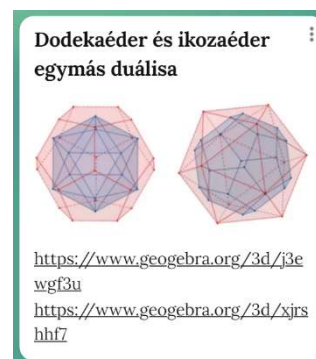 Dodekaéder és ikozaéder
egymás duálisa
https://www.geogebra.org/3d/j3e
wgf3u
https://www.geogebra.org/3d/xjrs
hhf7